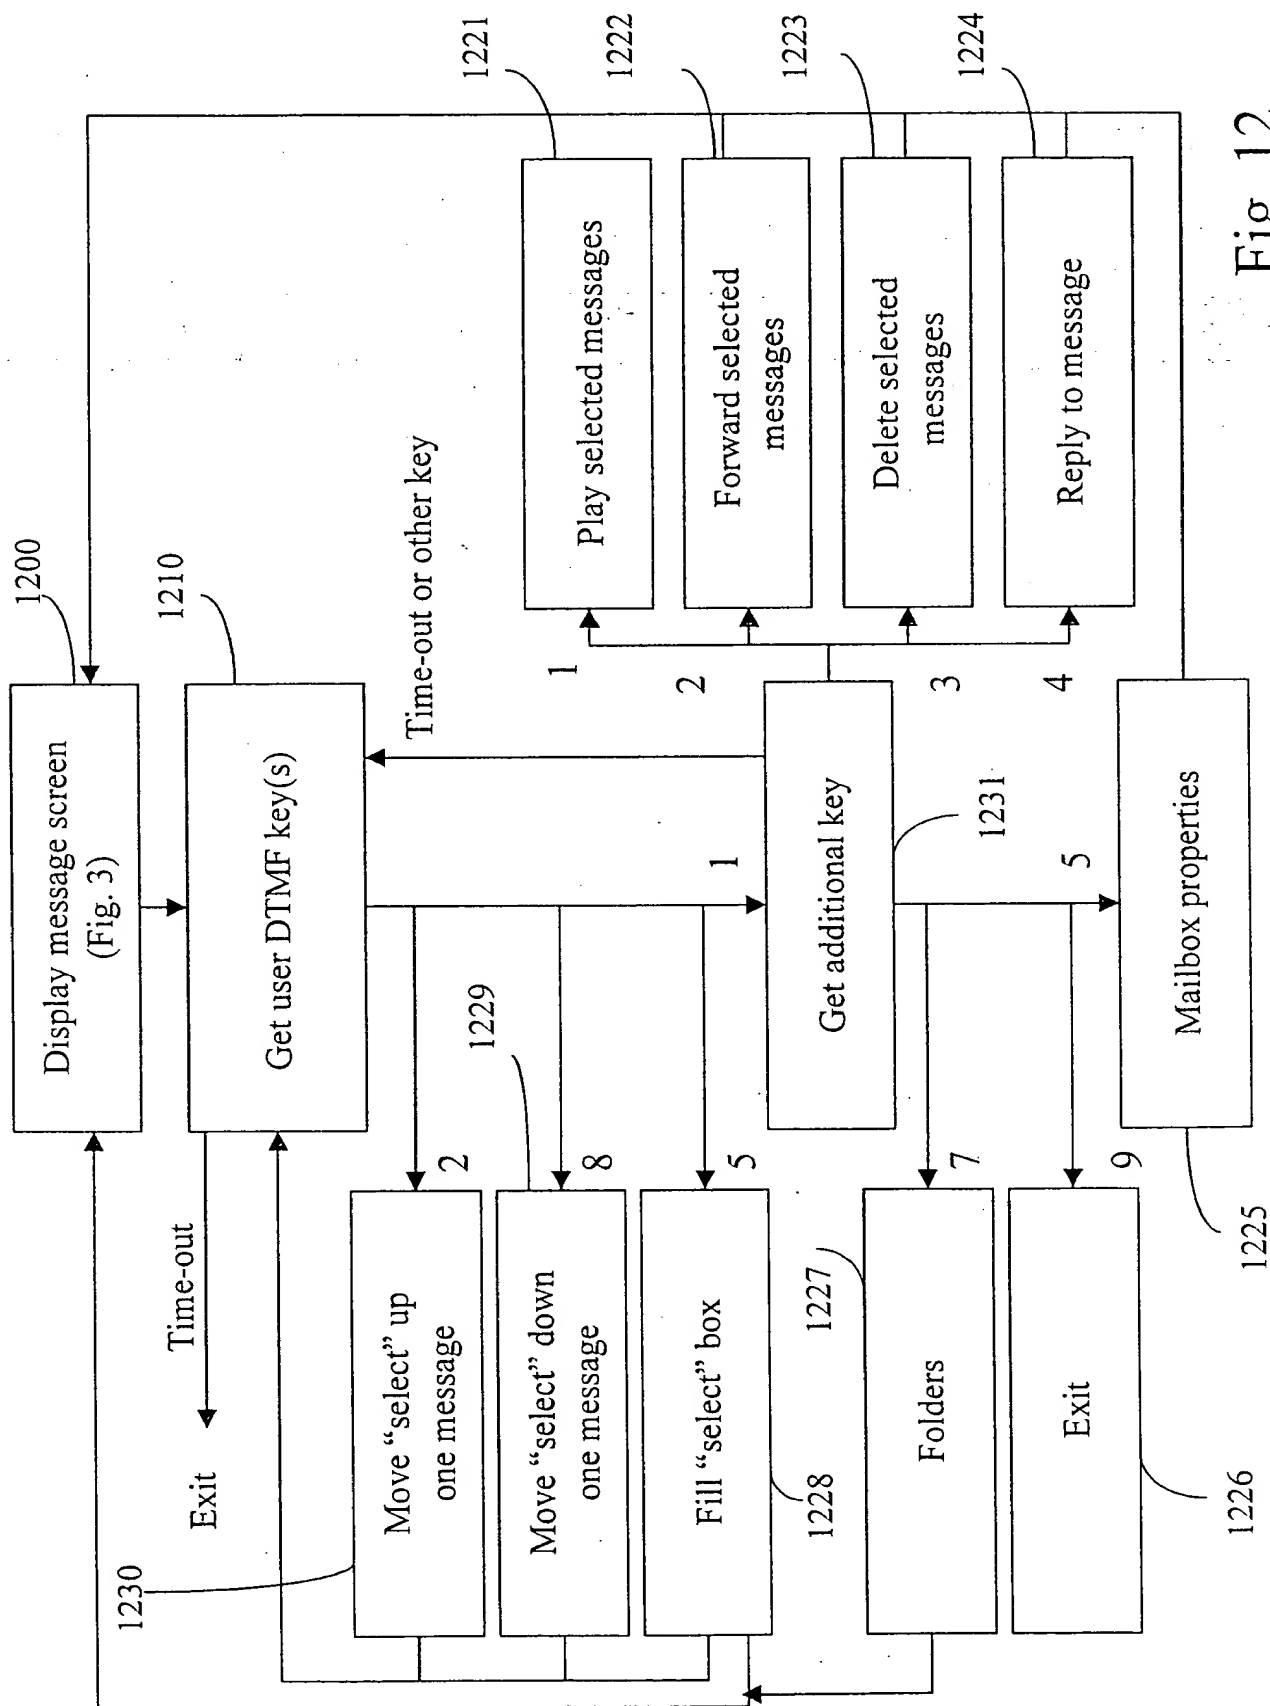 Display message screen
(Fig. 3)
1200
Get user DTMF key(s)
1210
Time-out
Exit
Time-out or other key
1230
Move “select” up
one message
2
1229
Move “select” down
one message
8
Fill “select” box
5
1228
1
Get additional key
1231
1
Play selected messages
1221
2
Forward selected
messages
1222
3
Delete selected
messages
1223
4
Reply to message
1224
1227
Folders
7
Exit
9
1226
5
Mailbox properties
1225
Fig. 12